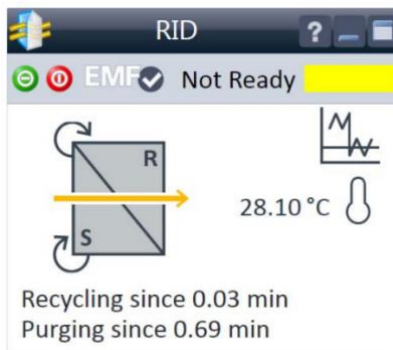 RID ?
EMF Not Ready
R
28.10 °C
S
Recycling since 0.03 min
Purging since 0.69 min